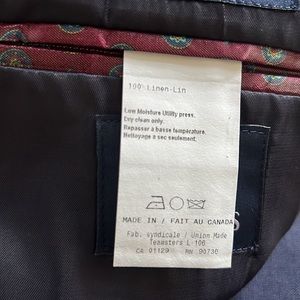 100% Linen-Lin
Low Moisture Utility press.
Dry clean only.
Repasser à basse température.
Nettoyage à sec seulement.
MADE IN / FAIT AU CANADA
Fab. syndicale / Union Made
Teamsters L-106
CA 01129 RN 90730